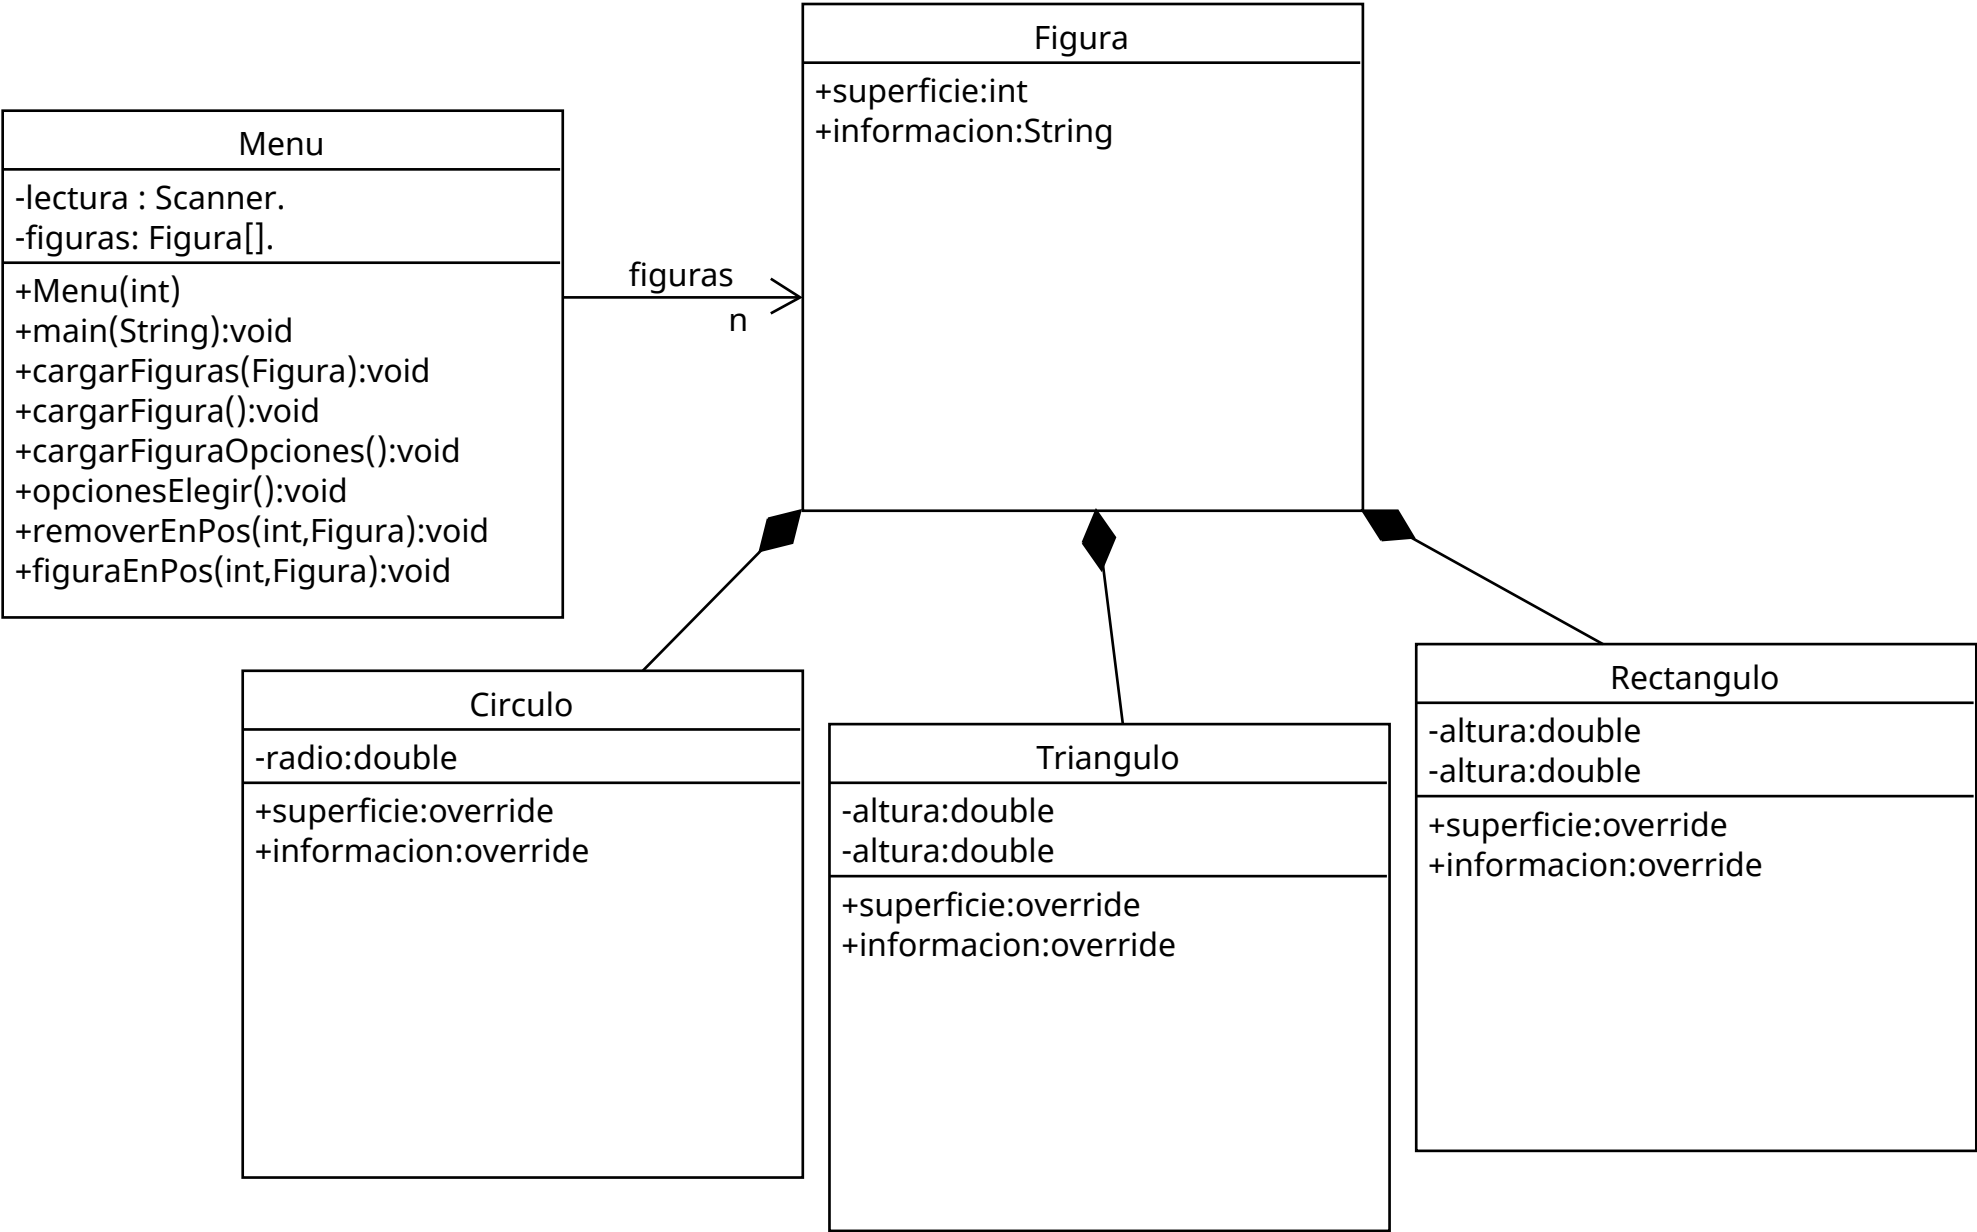 Figura
+superficie:int
+informacion:String
Menu
-lectura : Scanner.
-figuras: Figura[].
+Menu(int)
+main(String):void
+cargarFiguras(Figura):void
+cargarFigura():void
+cargarFiguraOpciones():void
+opcionesElegir():void
+removerEnPos(int,Figura):void
+figuraEnPos(int,Figura):void
figuras
n
Circulo
-radio:double
+superficie:override
+informacion:override
Triangulo
-altura:double
-altura:double
+superficie:override
+informacion:override
Rectangulo
-altura:double
-altura:double
+superficie:override
+informacion:override